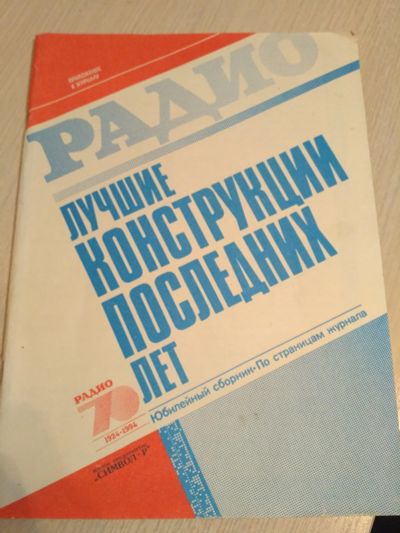 ПРИЛОЖЕНИЕ
К ЖУРНАЛУ
РАДИО
ЛУЧШИЕ
КОНСТРУКЦИИ
ПОСЛЕДНИХ
ЛЕТ
РАДИО
70
1924-1994
Юбилейный сборник • По страницам журнала
"СИМВОЛ-Р"